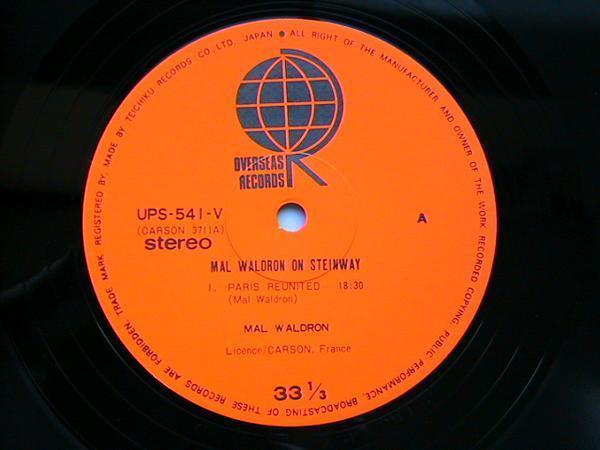 TRADE MARK REGISTERED BY, MADE BY TEICHIKU RECORDS CO., LTD. JAPAN ● ALL RIGHT OF THE MANUFACTURER AND OWNER OF THE WORK RECORDED COPYING, PUBLIC PERFORMANCE, BROADCASTING OF THESE RECORDS ARE FORBIDDEN.
OVERSEAS
RECORDS
UPS-541-V
(CARSON 3711A)
stereo
A
MAL WALDRON ON STEINWAY
1. PARIS REUNITED 18:30
(Mal Waldron)
MAL WALDRON
Licence/CARSON, France
33 1/3